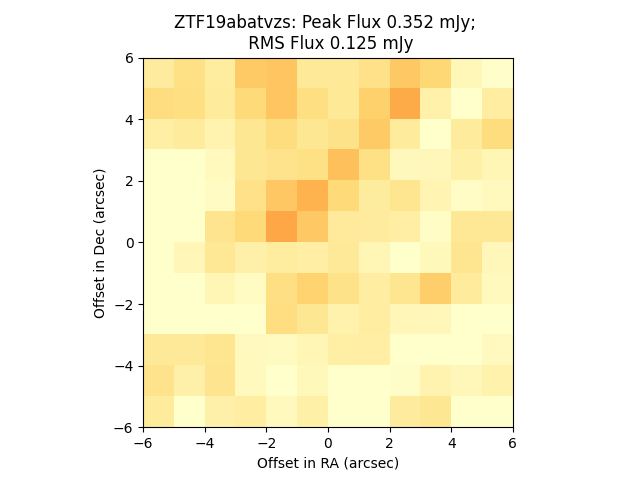 ZTF19abatvzs: Peak Flux 0.352 mJy;
RMS Flux 0.125 mJy
6
4
2
0
−2
−4
−6
Offset in Dec (arcsec)
−6 −4 −2 0 2 4 6
Offset in RA (arcsec)